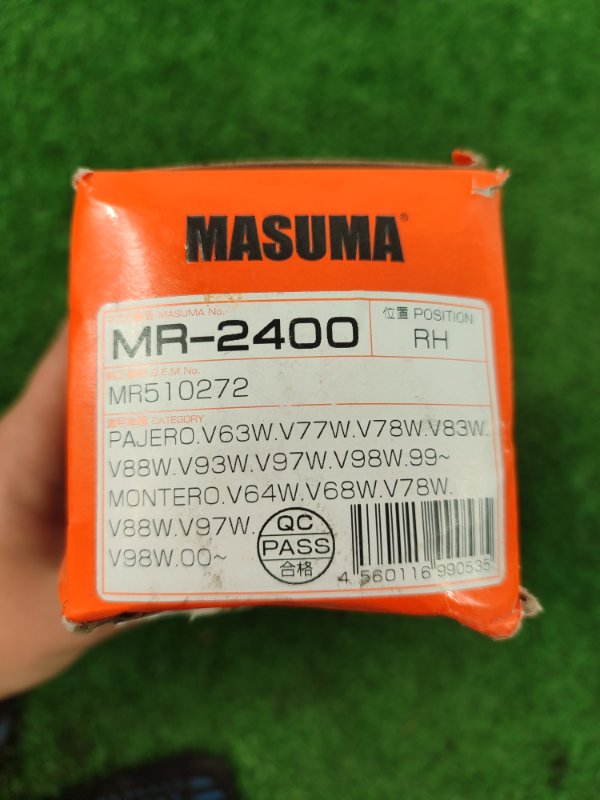 MASUMA®
MASUMA No.
MR-2400
位置 POSITION
RH
O.E.M.No.
MR510272
CATEGORY
PAJERO.V63W.V77W.V78W.V83W.
V88W.V93W.V97W.V98W.99~
MONTERO.V64W.V68W.V78W.
V88W.V97W.
V98W.00~
QC
PASS
合格
4 560116 990535